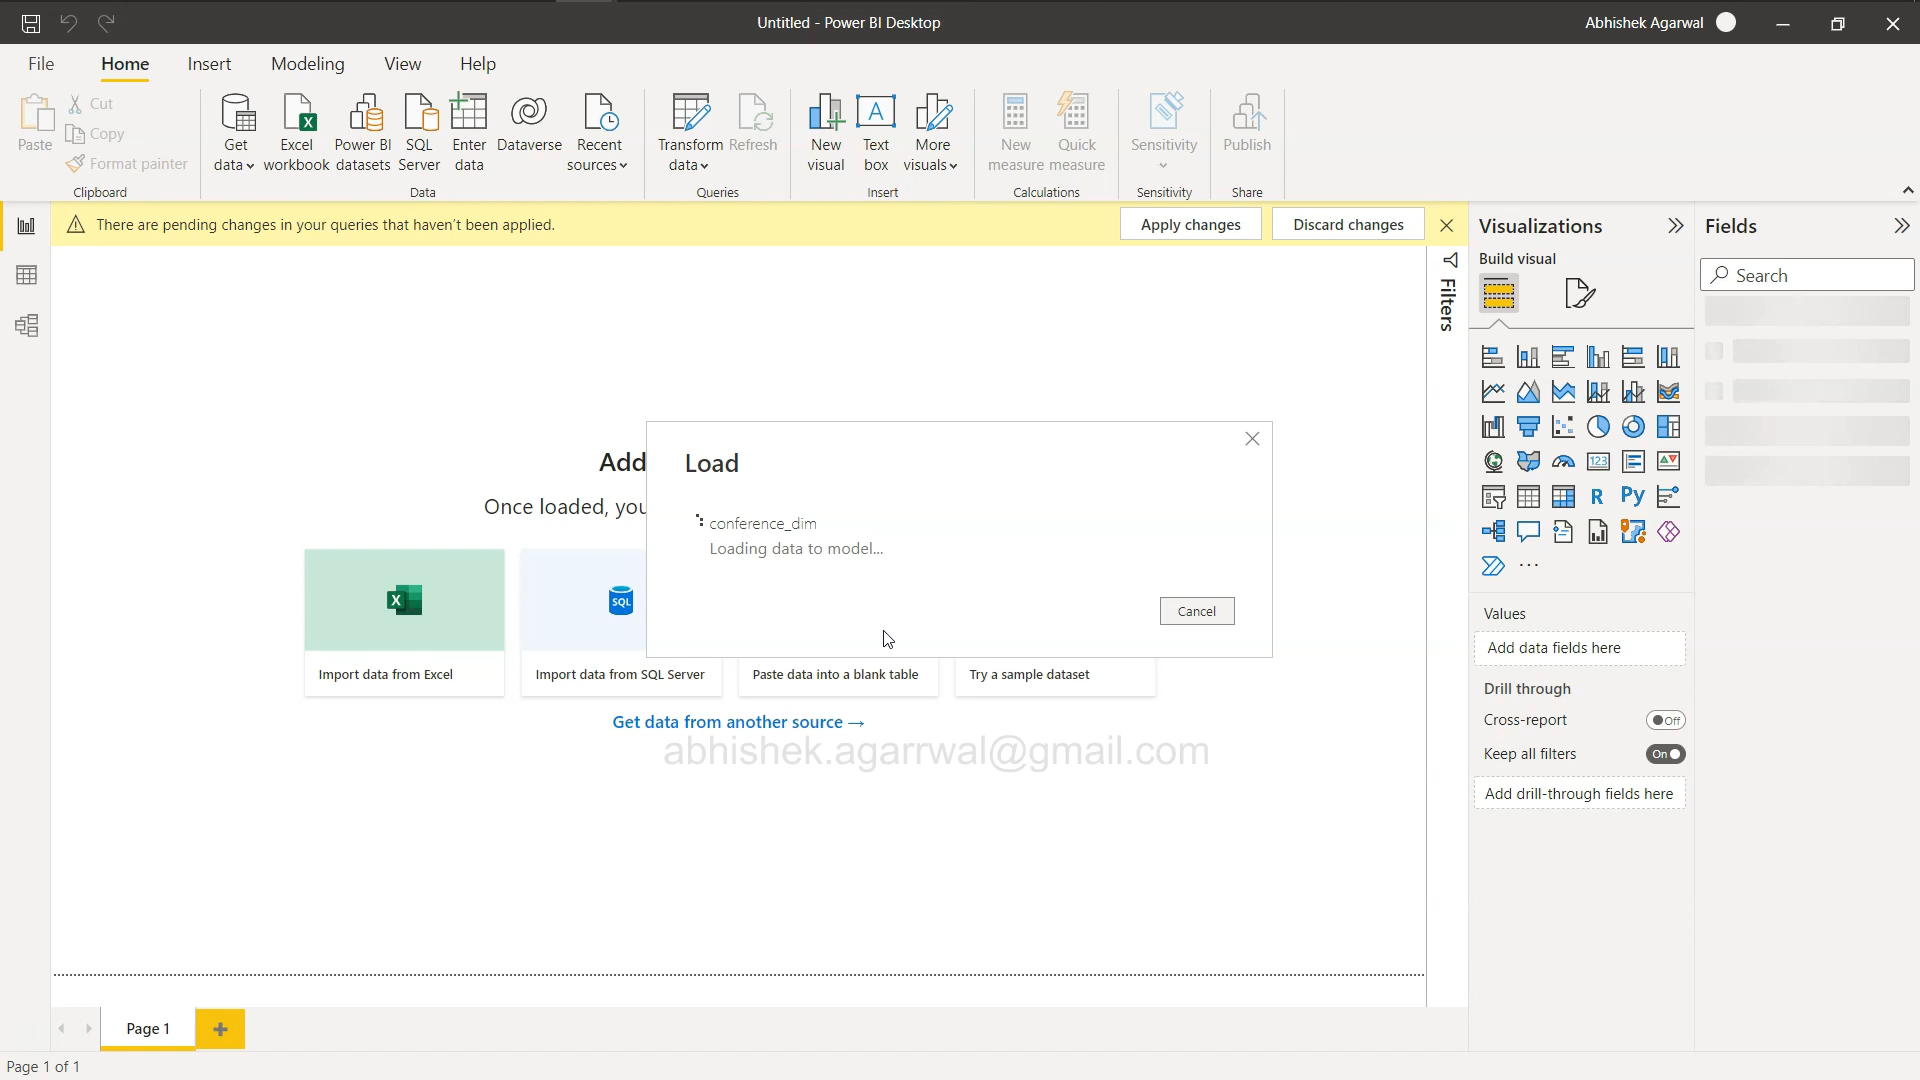 Untitled - Power BI Desktop
Abhishek Agarwal
File Home Insert Modeling View Help
Paste
Cut
Copy
Format painter
Clipboard
Get data
Excel workbook
Power BI datasets
SQL Server
Enter data
Dataverse
Recent sources
Data
Transform data
Refresh
Queries
New visual
A
Text box
More visuals
Insert
New measure
Quick measure
Calculations
Sensitivity
Sensitivity
Publish
Share
There are pending changes in your queries that haven't been applied.
Apply changes
Discard changes
Filters
Add
Once loaded, you
Load
conference_dim
Loading data to model...
Cancel
X
SQL
Import data from Excel
Import data from SQL Server
Paste data into a blank table
Try a sample dataset
Get data from another source →
abhishek.agarrwal@gmail.com
Visualizations
Build visual
123
R
Py
...
Values
Add data fields here
Drill through
Cross-report
Off
Keep all filters
On
Add drill-through fields here
Fields
Search
Page 1
Page 1 of 1